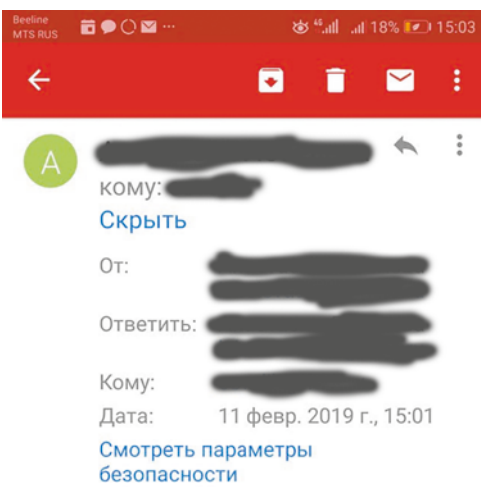 Beeline
MTS RUS
4G 18% 15:03
A
кому:
Скрыть
От:
Ответить:
Кому:
Дата: 11 февр. 2019 г., 15:01
Смотреть параметры
безопасности